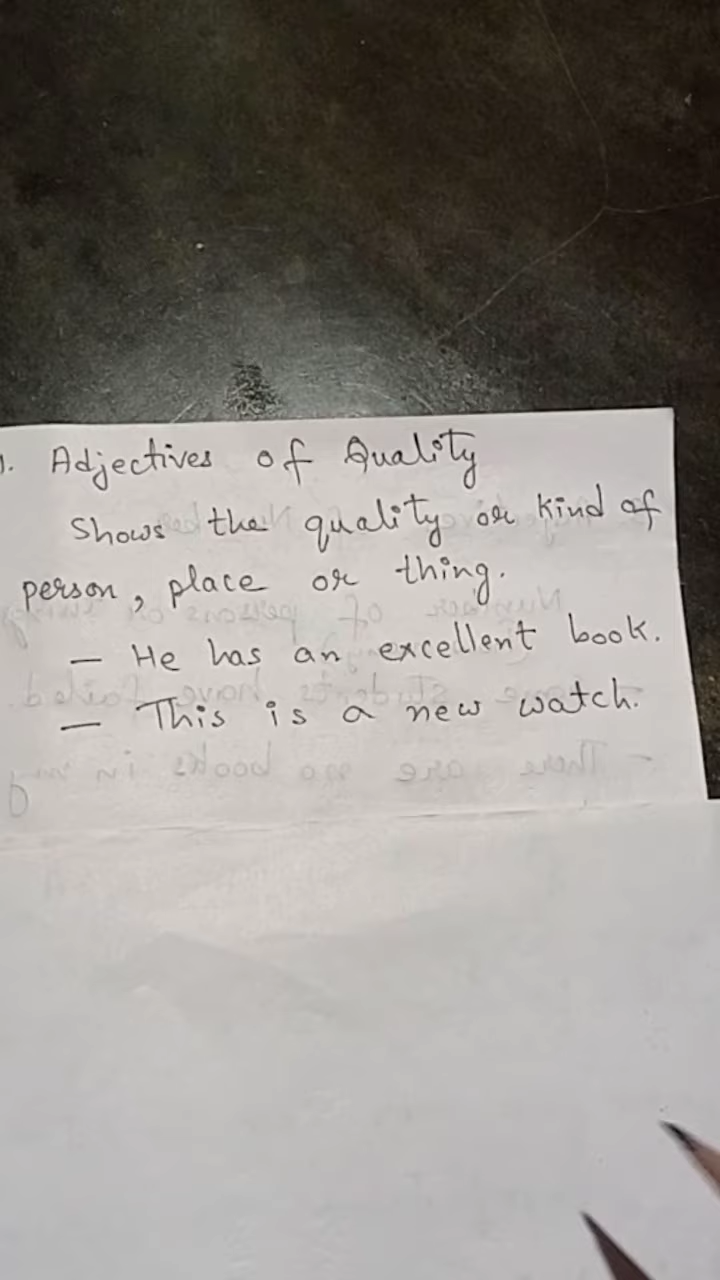 1. Adjectives of Quality
Shows the quality or kind of
person, place or thing.
– He has an excellent book.
– This is a new watch.